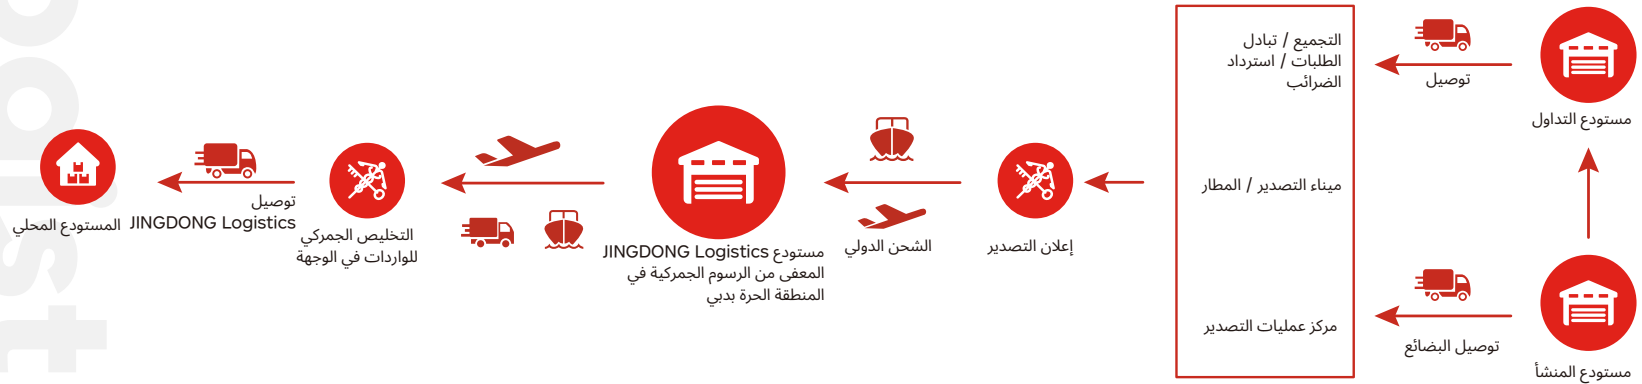 مستودع التداول
توصيل
مستودع المنشأ
توصيل البضائع
التجميع / تبادل
الطلبات / استرداد
الضرائب
ميناء التصدير / المطار
مركز عمليات التصدير
إعلان التصدير
الشحن الدولي
مستودع JINGDONG Logistics
المعفى من الرسوم الجمركية في
المنطقة الحرة بدبي
التخليص الجمركي
للواردات في الوجهة
توصيل
JINGDONG Logistics
المستودع المحلي